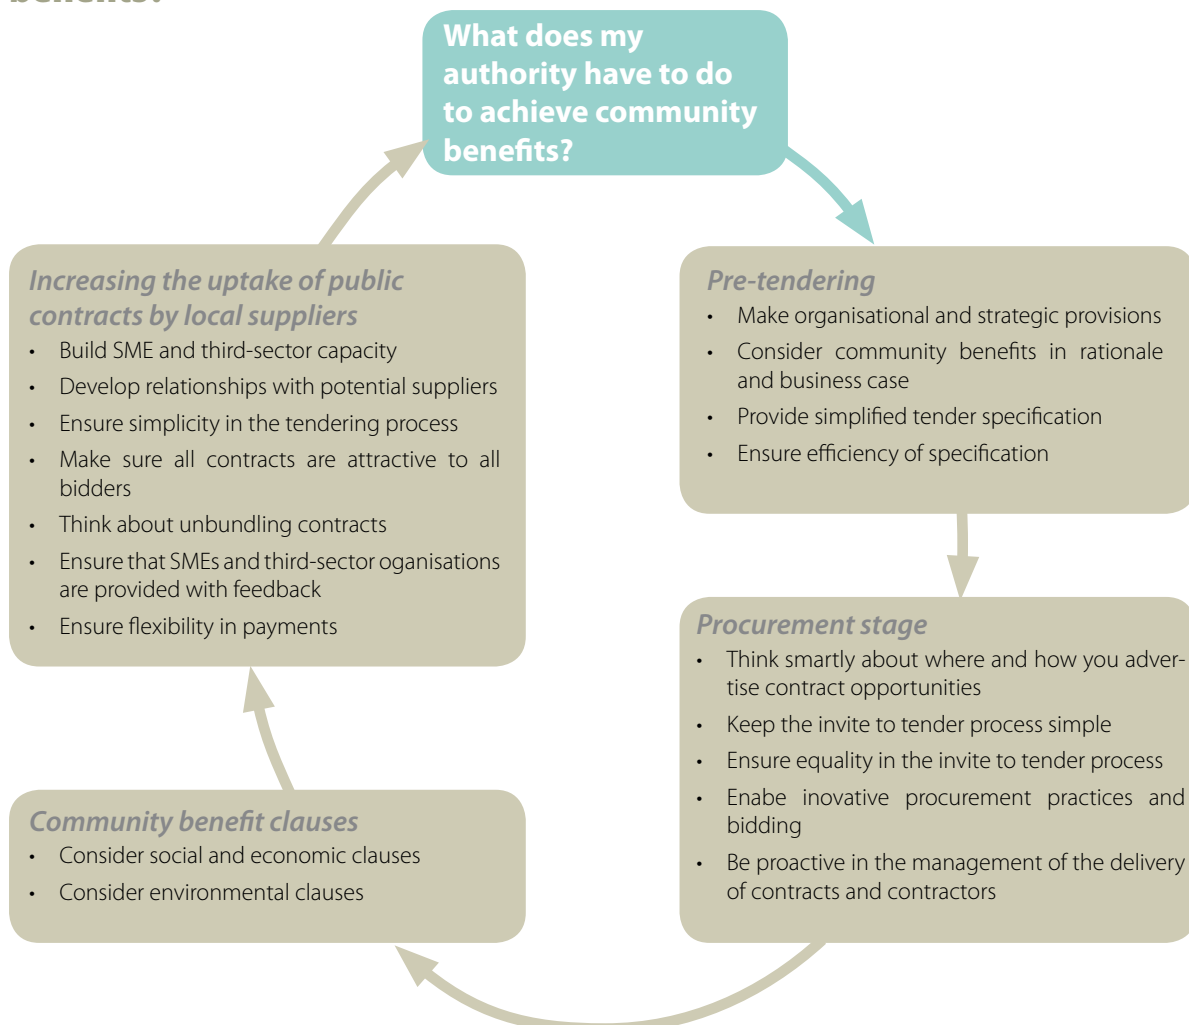 benefits?
What does my
authority have to do
to achieve community
benefits?
Pre-tendering
• Make organisational and strategic provisions
• Consider community benefits in rationale
and business case
• Provide simplified tender specification
• Ensure efficiency of specification
Procurement stage
• Think smartly about where and how you adver-
tise contract opportunities
• Keep the invite to tender process simple
• Ensure equality in the invite to tender process
• Enabe inovative procurement practices and
bidding
• Be proactive in the management of the delivery
of contracts and contractors
Community benefit clauses
• Consider social and economic clauses
• Consider environmental clauses
Increasing the uptake of public
contracts by local suppliers
• Build SME and third-sector capacity
• Develop relationships with potential suppliers
• Ensure simplicity in the tendering process
• Make sure all contracts are attractive to all
bidders
• Think about unbundling contracts
• Ensure that SMEs and third-sector oganisations
are provided with feedback
• Ensure flexibility in payments